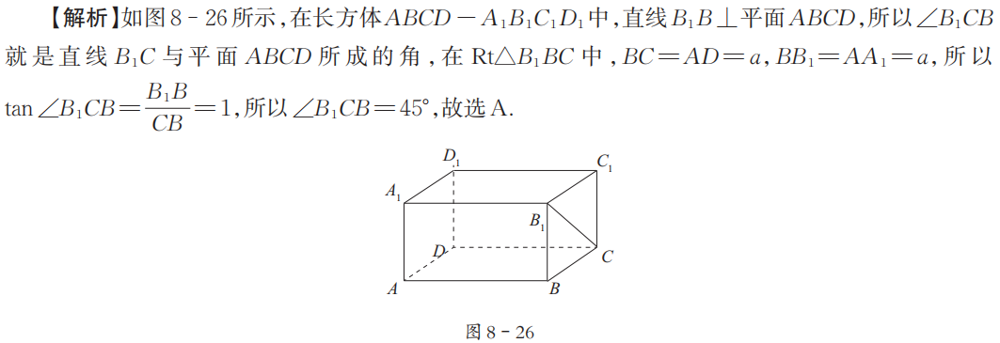 【解析】如图8-26所示,在长方体ABCD-A₁B₁C₁D₁中,直线B₁B⊥平面ABCD,所以∠B₁CB
就是直线B₁C与平面ABCD所成的角,在Rt△B₁BC中,BC=AD=a,BB₁=AA₁=a,所以
tan∠B₁CB=B₁B/CB=1,所以∠B₁CB=45°,故选A.
D₁
C₁
A₁
B₁
D
C
A
B
图8-26